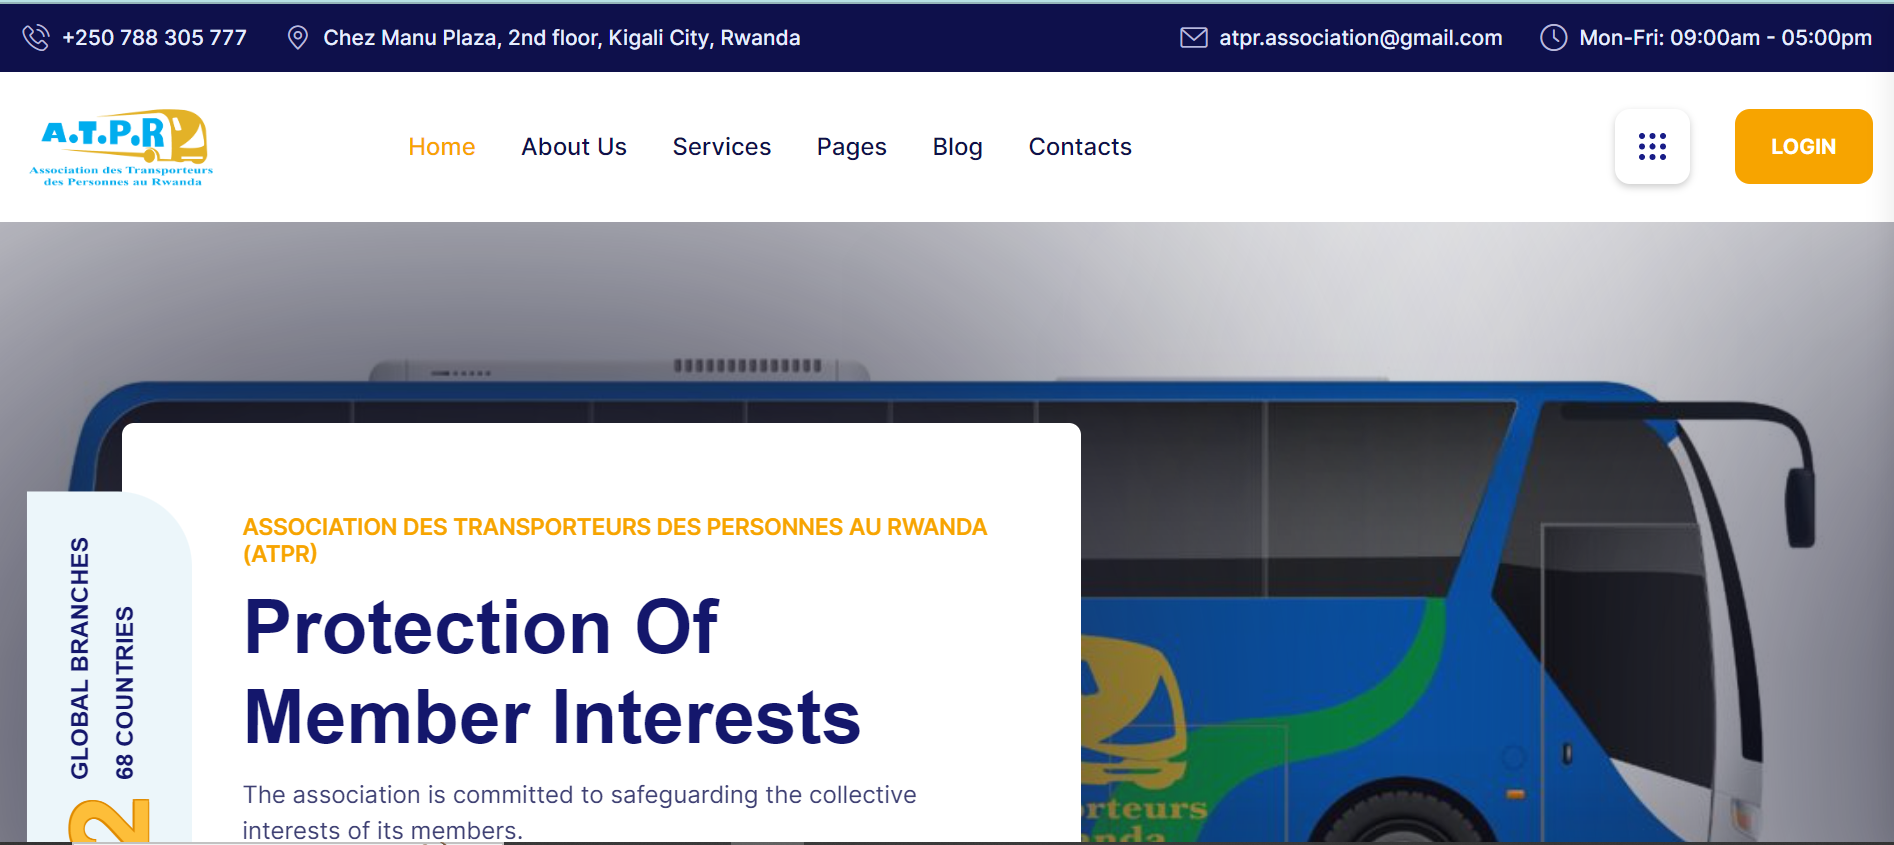 +250 788 305 777
Chez Manu Plaza, 2nd floor, Kigali City, Rwanda
atpr.association@gmail.com
Mon-Fri: 09:00am - 05:00pm
A.T.P.R
Association des Transporteurs
des Personnes au Rwanda
Home
About Us
Services
Pages
Blog
Contacts
LOGIN
GLOBAL BRANCHES
68 COUNTRIES
2
ASSOCIATION DES TRANSPORTEURS DES PERSONNES AU RWANDA
(ATPR)
Protection Of
Member Interests
The association is committed to safeguarding the collective
interests of its members.